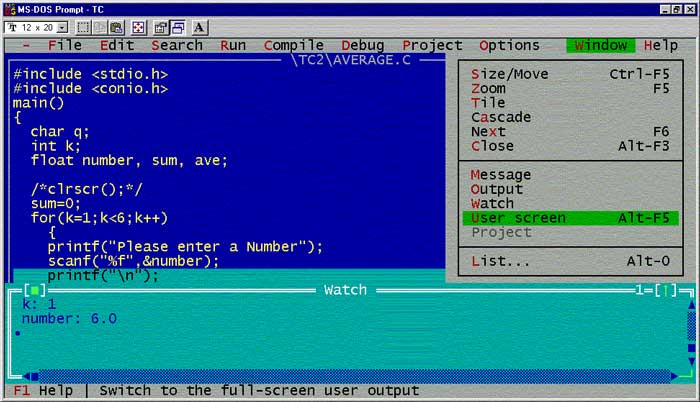 MS-DOS Prompt - TC
12 x 20
File Edit Search Run Compile Debug Project Options Window Help
\TC2\AVERAGE.C
#include <stdio.h>
#include <conio.h>
main()
{
char q;
int k;
float number, sum, ave;
/*clrscr();*/
sum=0;
for(k=1;k<6;k++)
{
printf("Please enter a Number");
scanf("%f",&number);
printf("\n");
Size/Move Ctrl-F5
Zoom F5
Tile
Cascade
Next F6
Close Alt-F3
Message
Output
Watch
User screen Alt-F5
Project
List... Alt-0
Watch 1
k: 1
number: 6.0
F1 Help | Switch to the full-screen user output